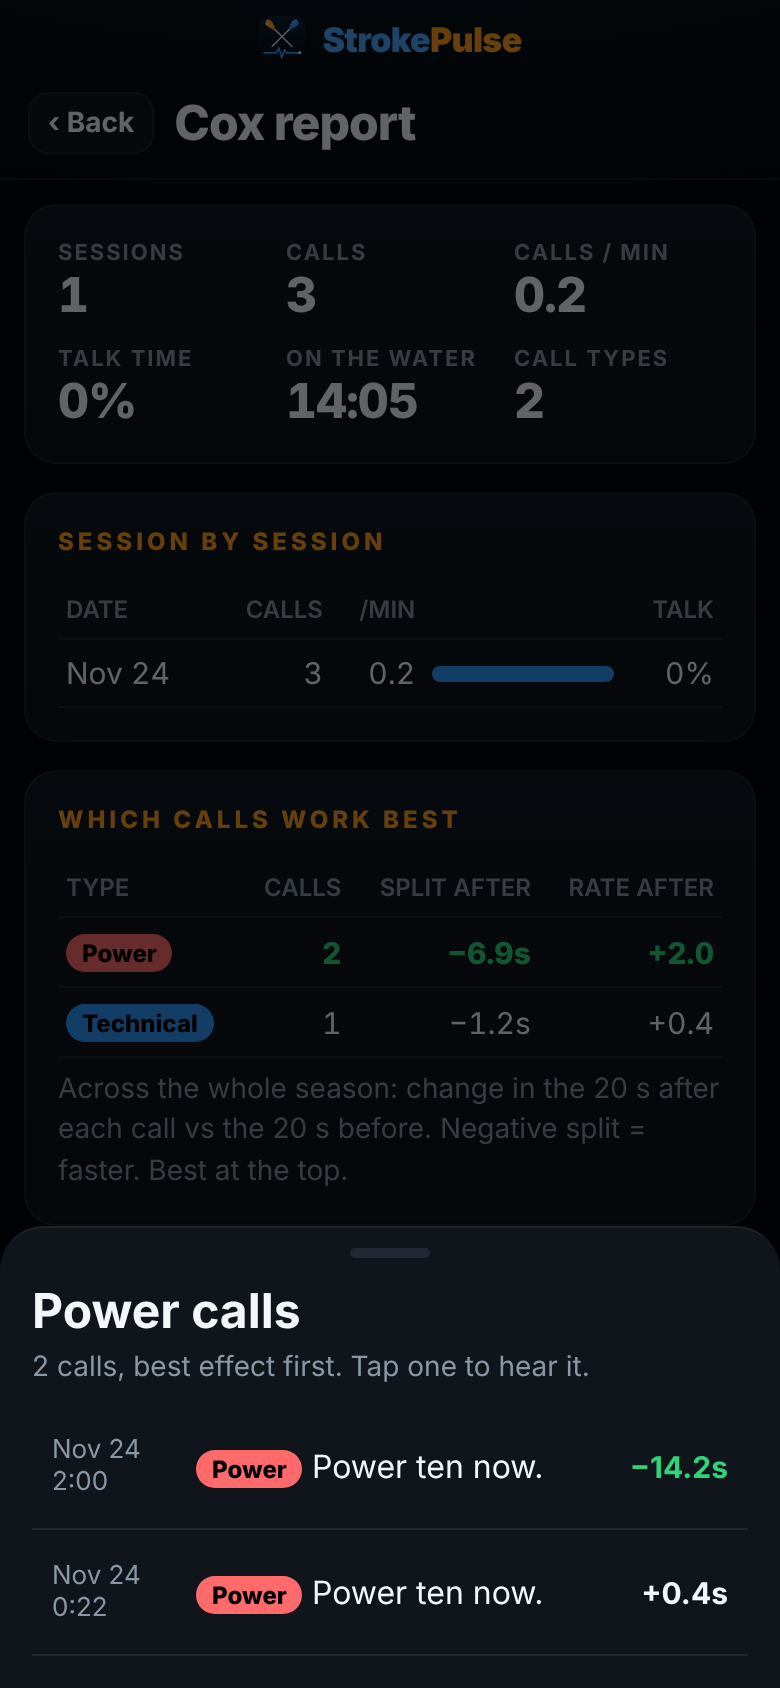 StrokePulse
‹ Back Cox report
SESSIONS CALLS CALLS / MIN
1 3 0.2
TALK TIME ON THE WATER CALL TYPES
0% 14:05 2
SESSION BY SESSION
DATE CALLS /MIN TALK
Nov 24 3 0.2 0%
WHICH CALLS WORK BEST
TYPE CALLS SPLIT AFTER RATE AFTER
Power 2 −6.9s +2.0
Technical 1 −1.2s +0.4
Across the whole season: change in the 20 s after
each call vs the 20 s before. Negative split =
faster. Best at the top.
Power calls
2 calls, best effect first. Tap one to hear it.
Nov 24
2:00 Power Power ten now. −14.2s
Nov 24
0:22 Power Power ten now. +0.4s